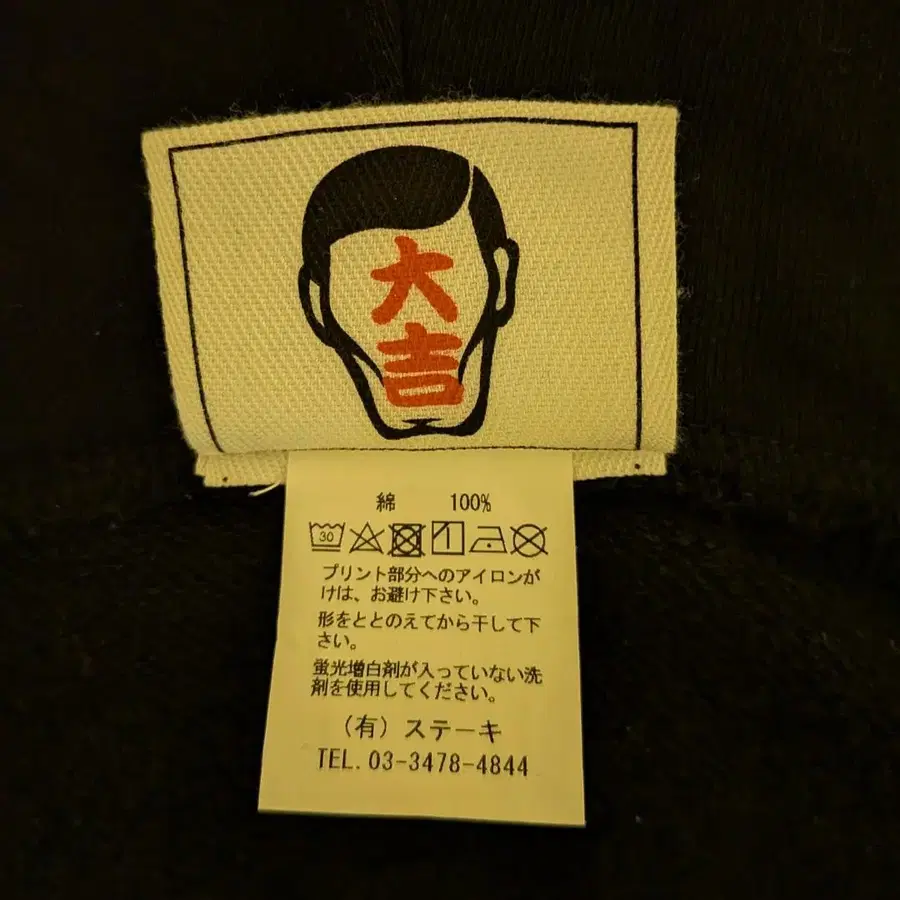 大
吉
綿 100%
30
プリント部分へのアイロンが
けは、お避け下さい。
形をととのえてから干して下
さい。
蛍光増白剤が入っていない洗
剤を使用してください。
(有)ステーキ
TEL. 03-3478-4844